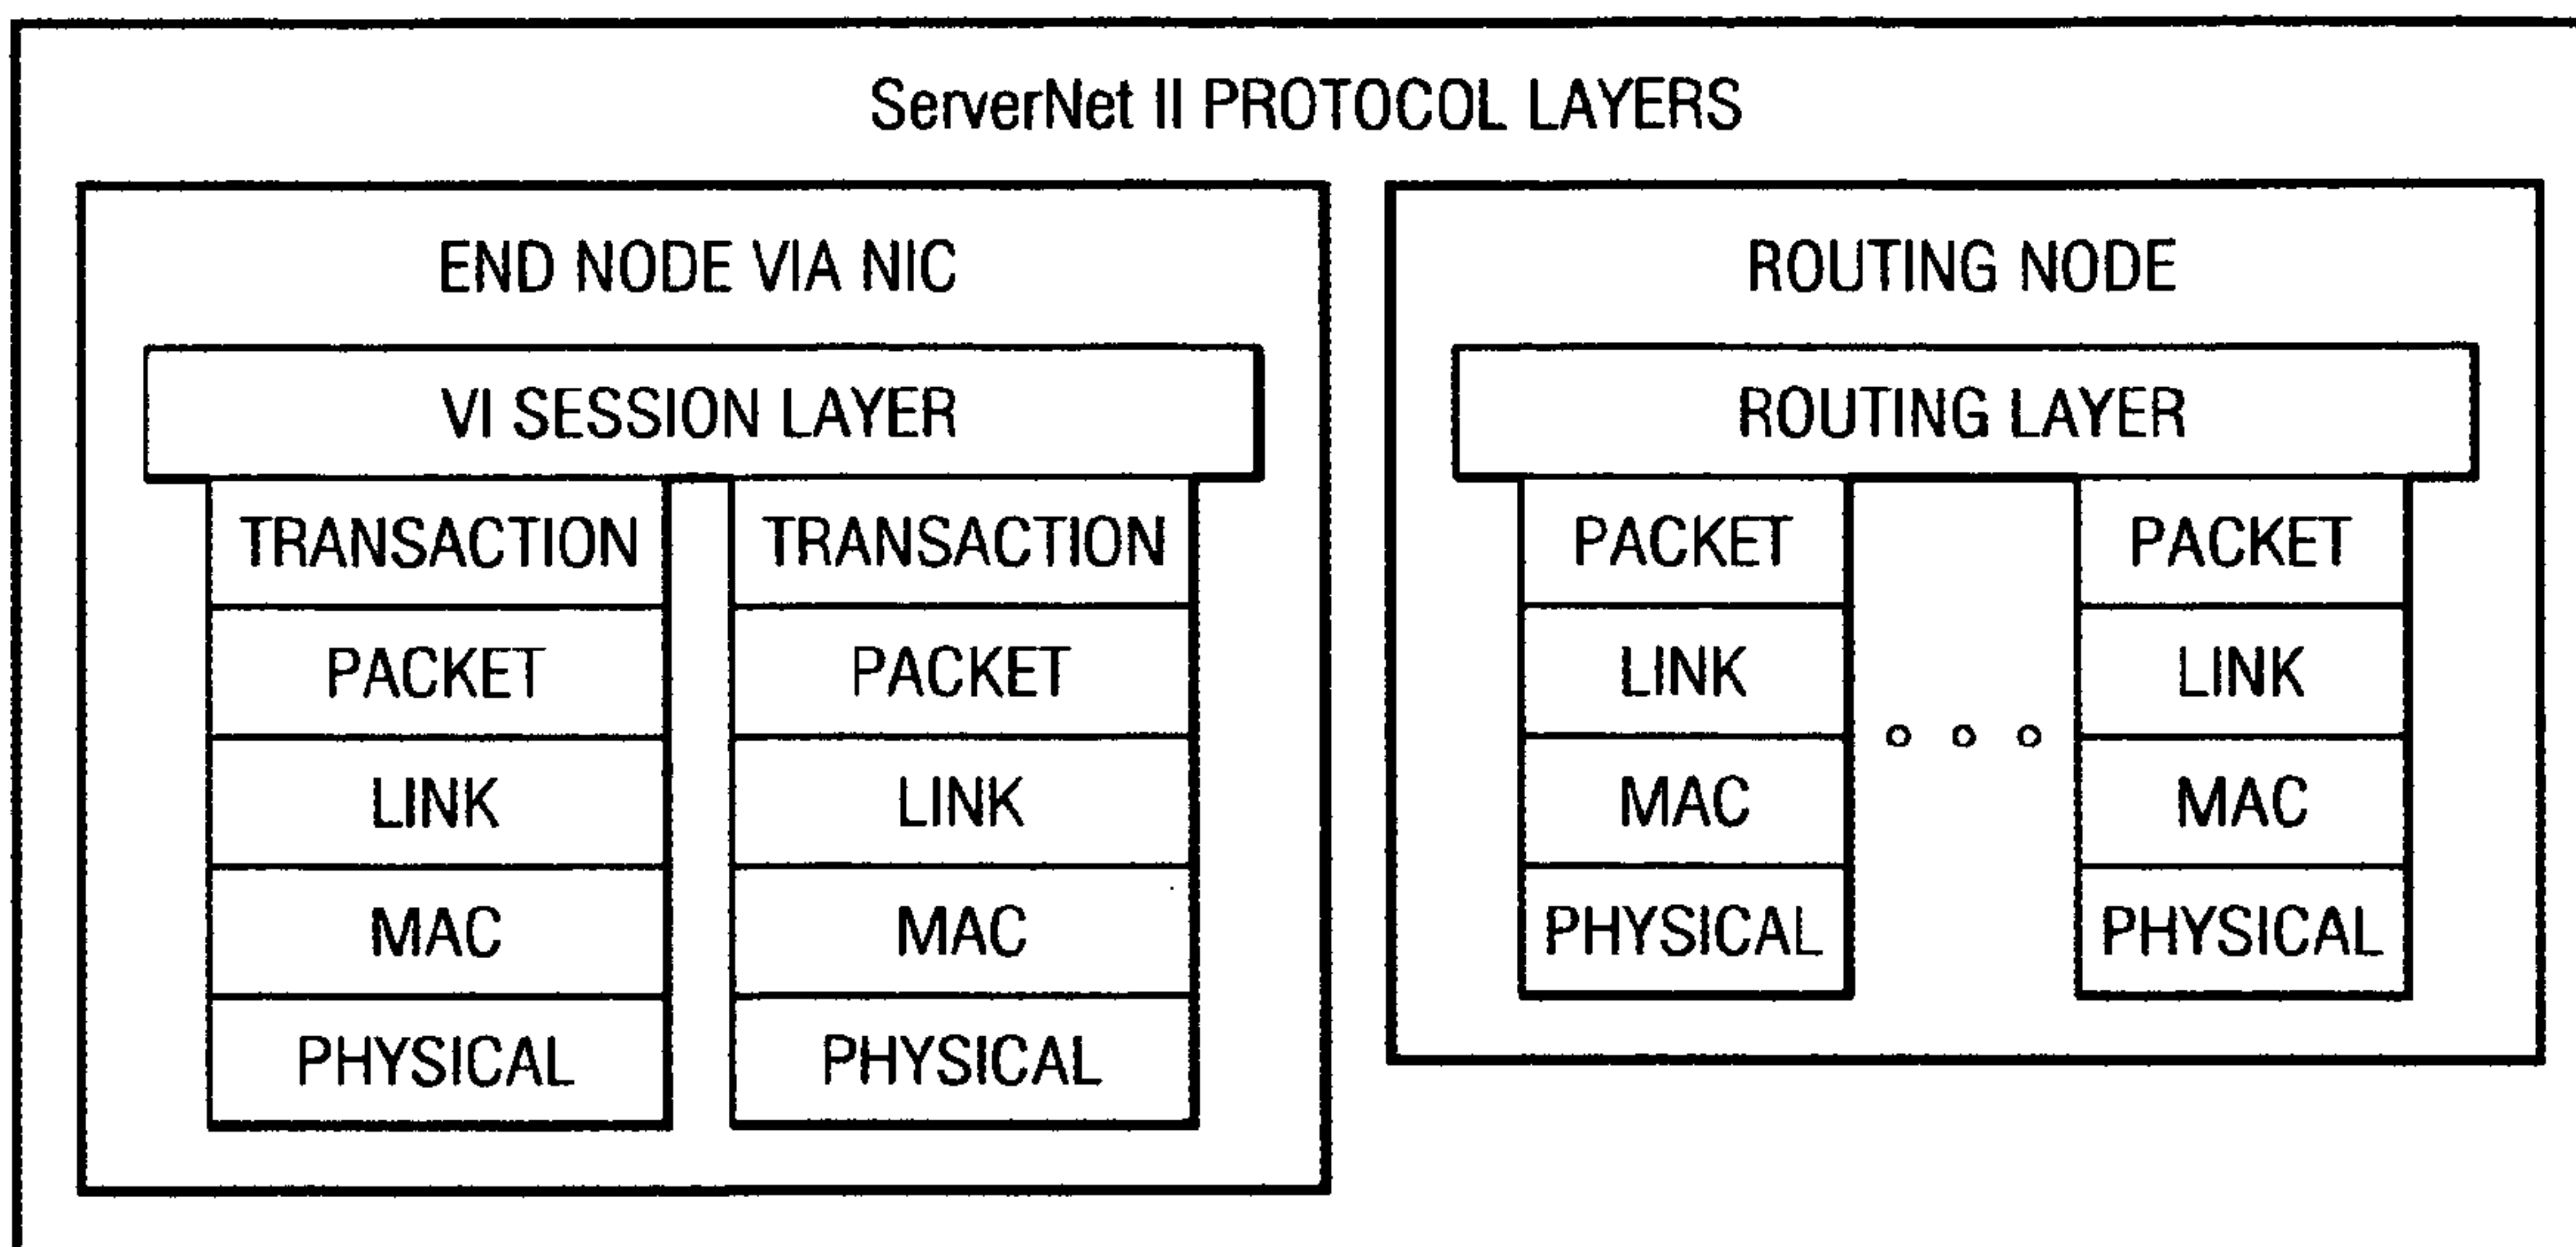 ServerNet II PROTOCOL LAYERS
END NODE VIA NIC
VI SESSION LAYER
TRANSACTION
PACKET
LINK
MAC
PHYSICAL
TRANSACTION
PACKET
LINK
MAC
PHYSICAL
ROUTING NODE
ROUTING LAYER
PACKET
LINK
MAC
PHYSICAL
PACKET
LINK
MAC
PHYSICAL